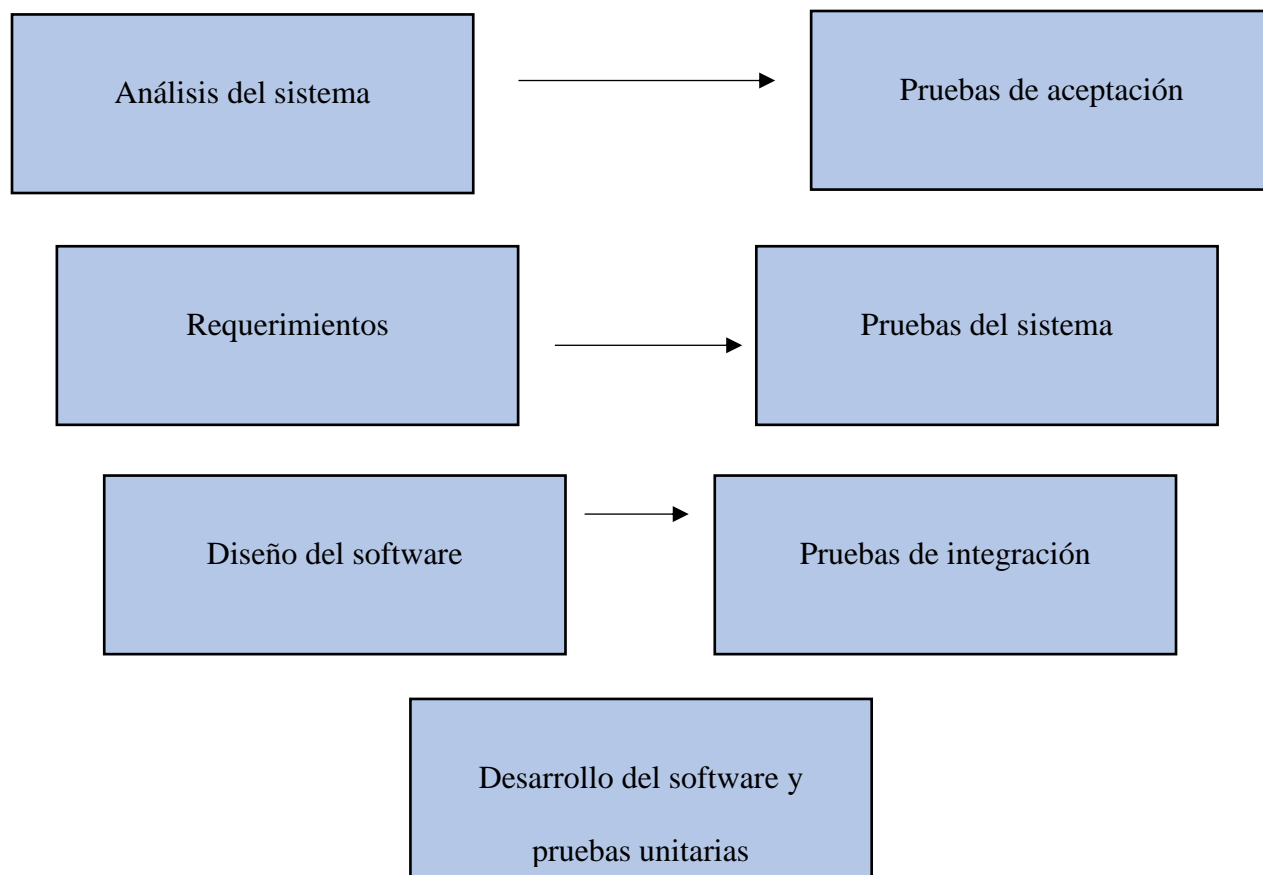 Análisis del sistema
Pruebas de aceptación
Requerimientos
Pruebas del sistema
Diseño del software
Pruebas de integración
Desarrollo del software y
pruebas unitarias